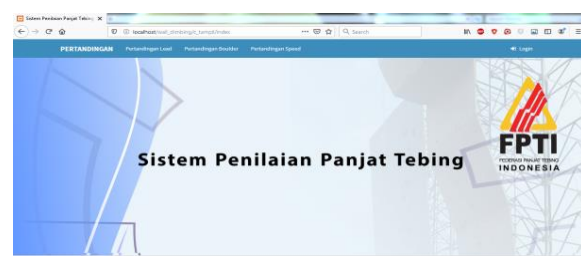 Sistem Penilaian Panjat Tebing
localhost/wall_climbing/c_tampil/index
Search
PERTANDINGAN Pertandingan Lead Pertandingan Boulder Pertandingan Speed Login
Sistem Penilaian Panjat Tebing
FPTI
FEDERASI PANJAT TEBING
INDONESIA